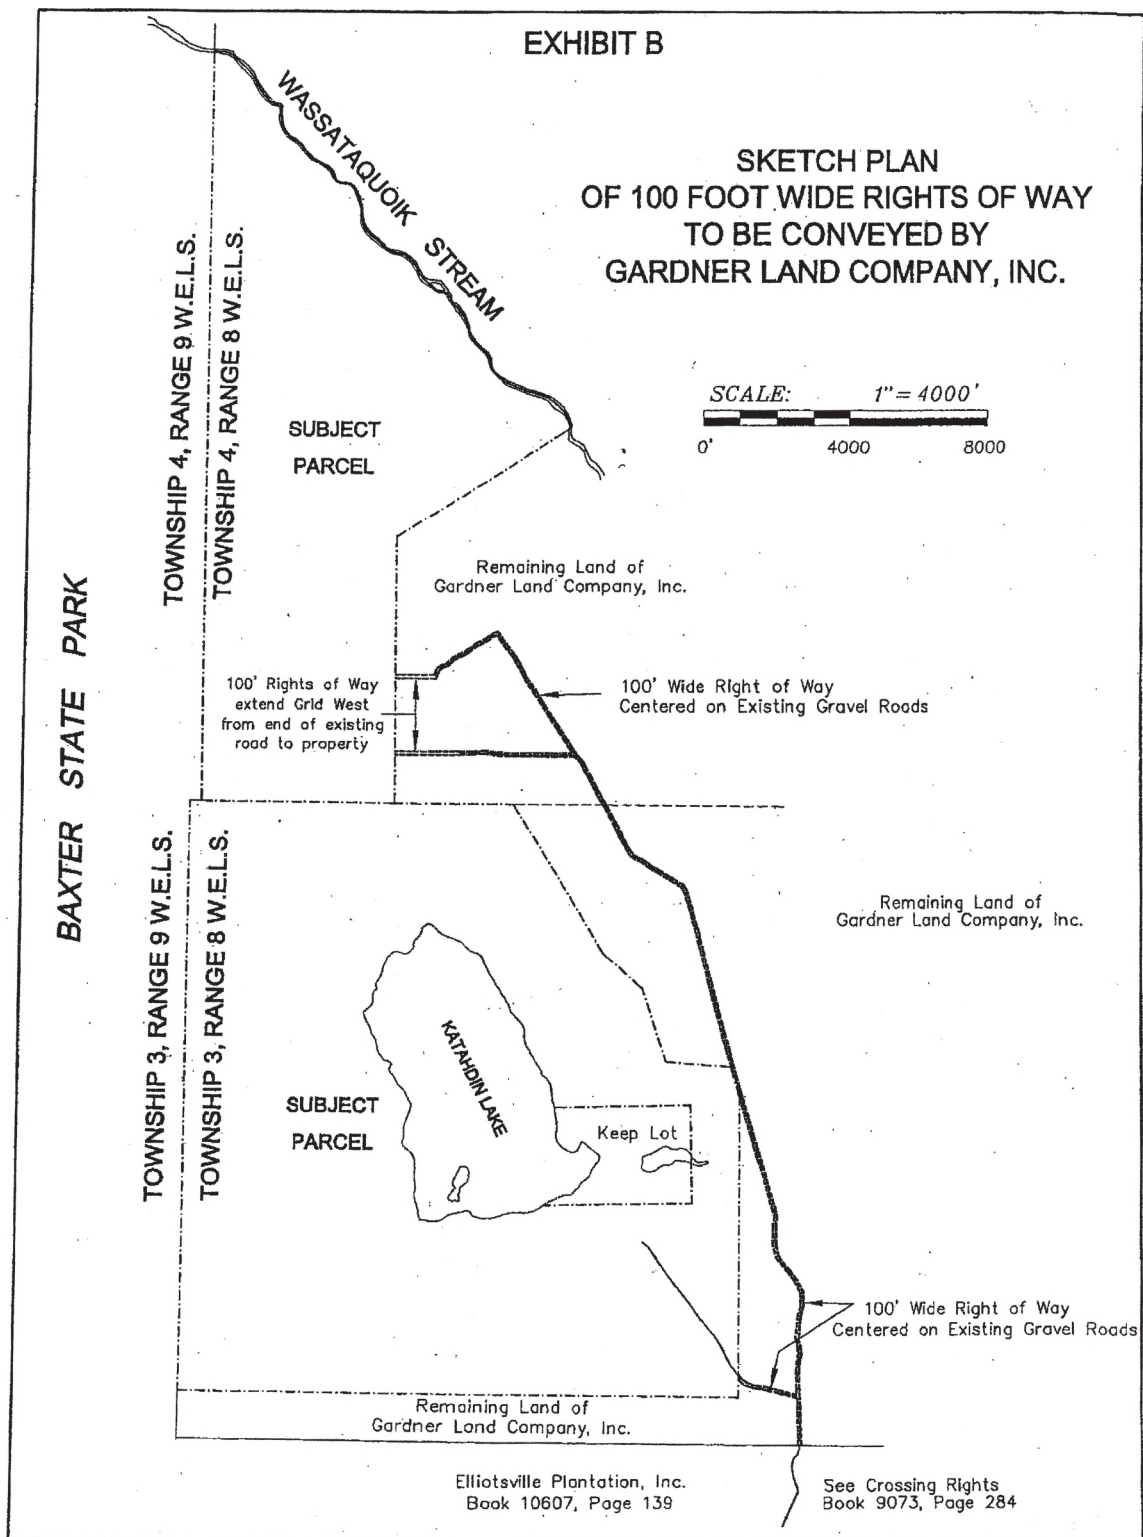 EXHIBIT B
SKETCH PLAN
OF 100 FOOT WIDE RIGHTS OF WAY
TO BE CONVEYED BY
GARDNER LAND COMPANY, INC.
WASSATAQUOIK STREAM
SCALE: 1"= 4000'
0' 4000 8000
TOWNSHIP 4, RANGE 9 W.E.L.S.
TOWNSHIP 4, RANGE 8 W.E.L.S.
SUBJECT
PARCEL
Remaining Land of
Gardner Land Company, Inc.
BAXTER STATE PARK
100' Rights of Way
extend Grid West
from end of existing
road to property
100' Wide Right of Way
Centered on Existing Gravel Roads
TOWNSHIP 3, RANGE 9 W.E.L.S.
TOWNSHIP 3, RANGE 8 W.E.L.S.
Remaining Land of
Gardner Land Company, Inc.
KATAHDIN LAKE
SUBJECT
PARCEL
Keep Lot
100' Wide Right of Way
Centered on Existing Gravel Roads
Remaining Land of
Gardner Land Company, Inc.
Elliotsville Plantation, Inc.
Book 10607, Page 139
See Crossing Rights
Book 9073, Page 284